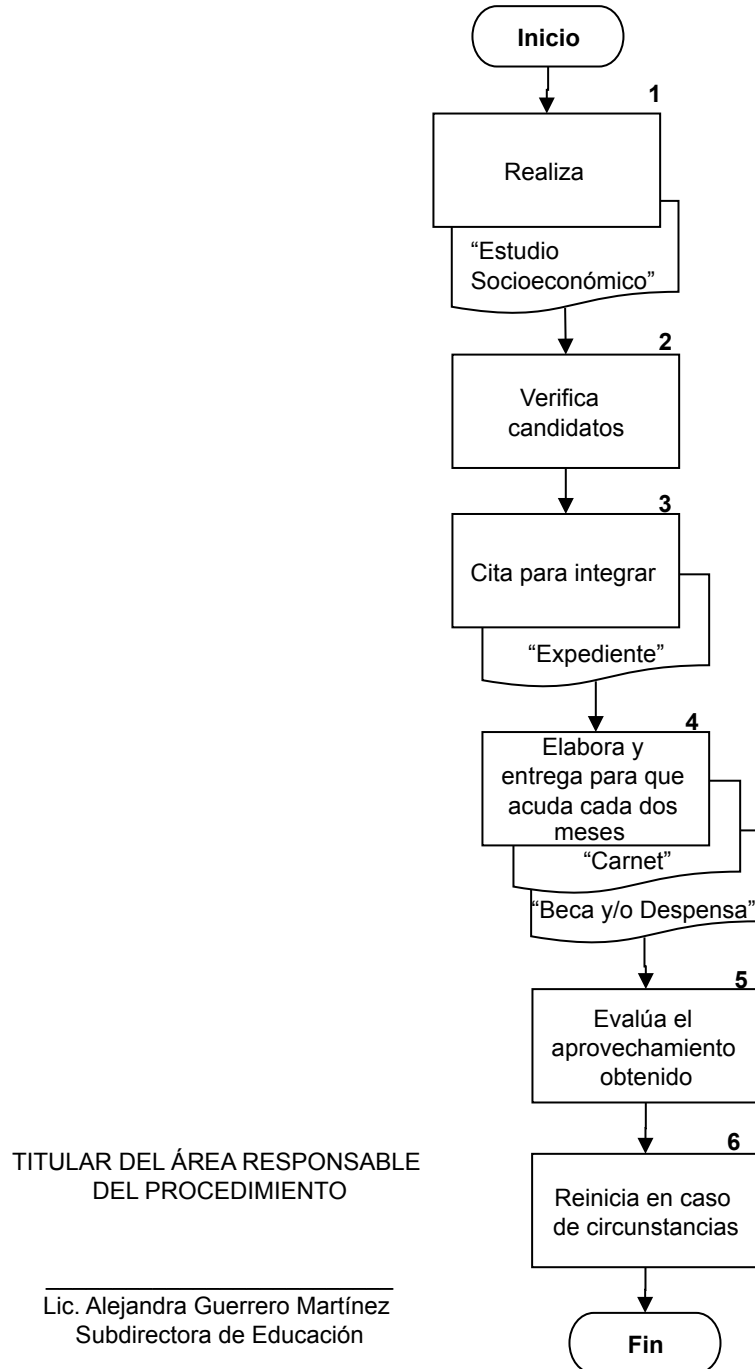 Inicio
1
Realiza
“Estudio
Socioeconómico”
2
Verifica
candidatos
3
Cita para integrar
“Expediente”
4
Elabora y
entrega para que
acuda cada dos
meses
“Carnet”
“Beca y/o Despensa”
5
Evalúa el
aprovechamiento
obtenido
6
Reinicia en caso
de circunstancias
Fin
TITULAR DEL ÁREA RESPONSABLE
DEL PROCEDIMIENTO
Lic. Alejandra Guerrero Martínez
Subdirectora de Educación